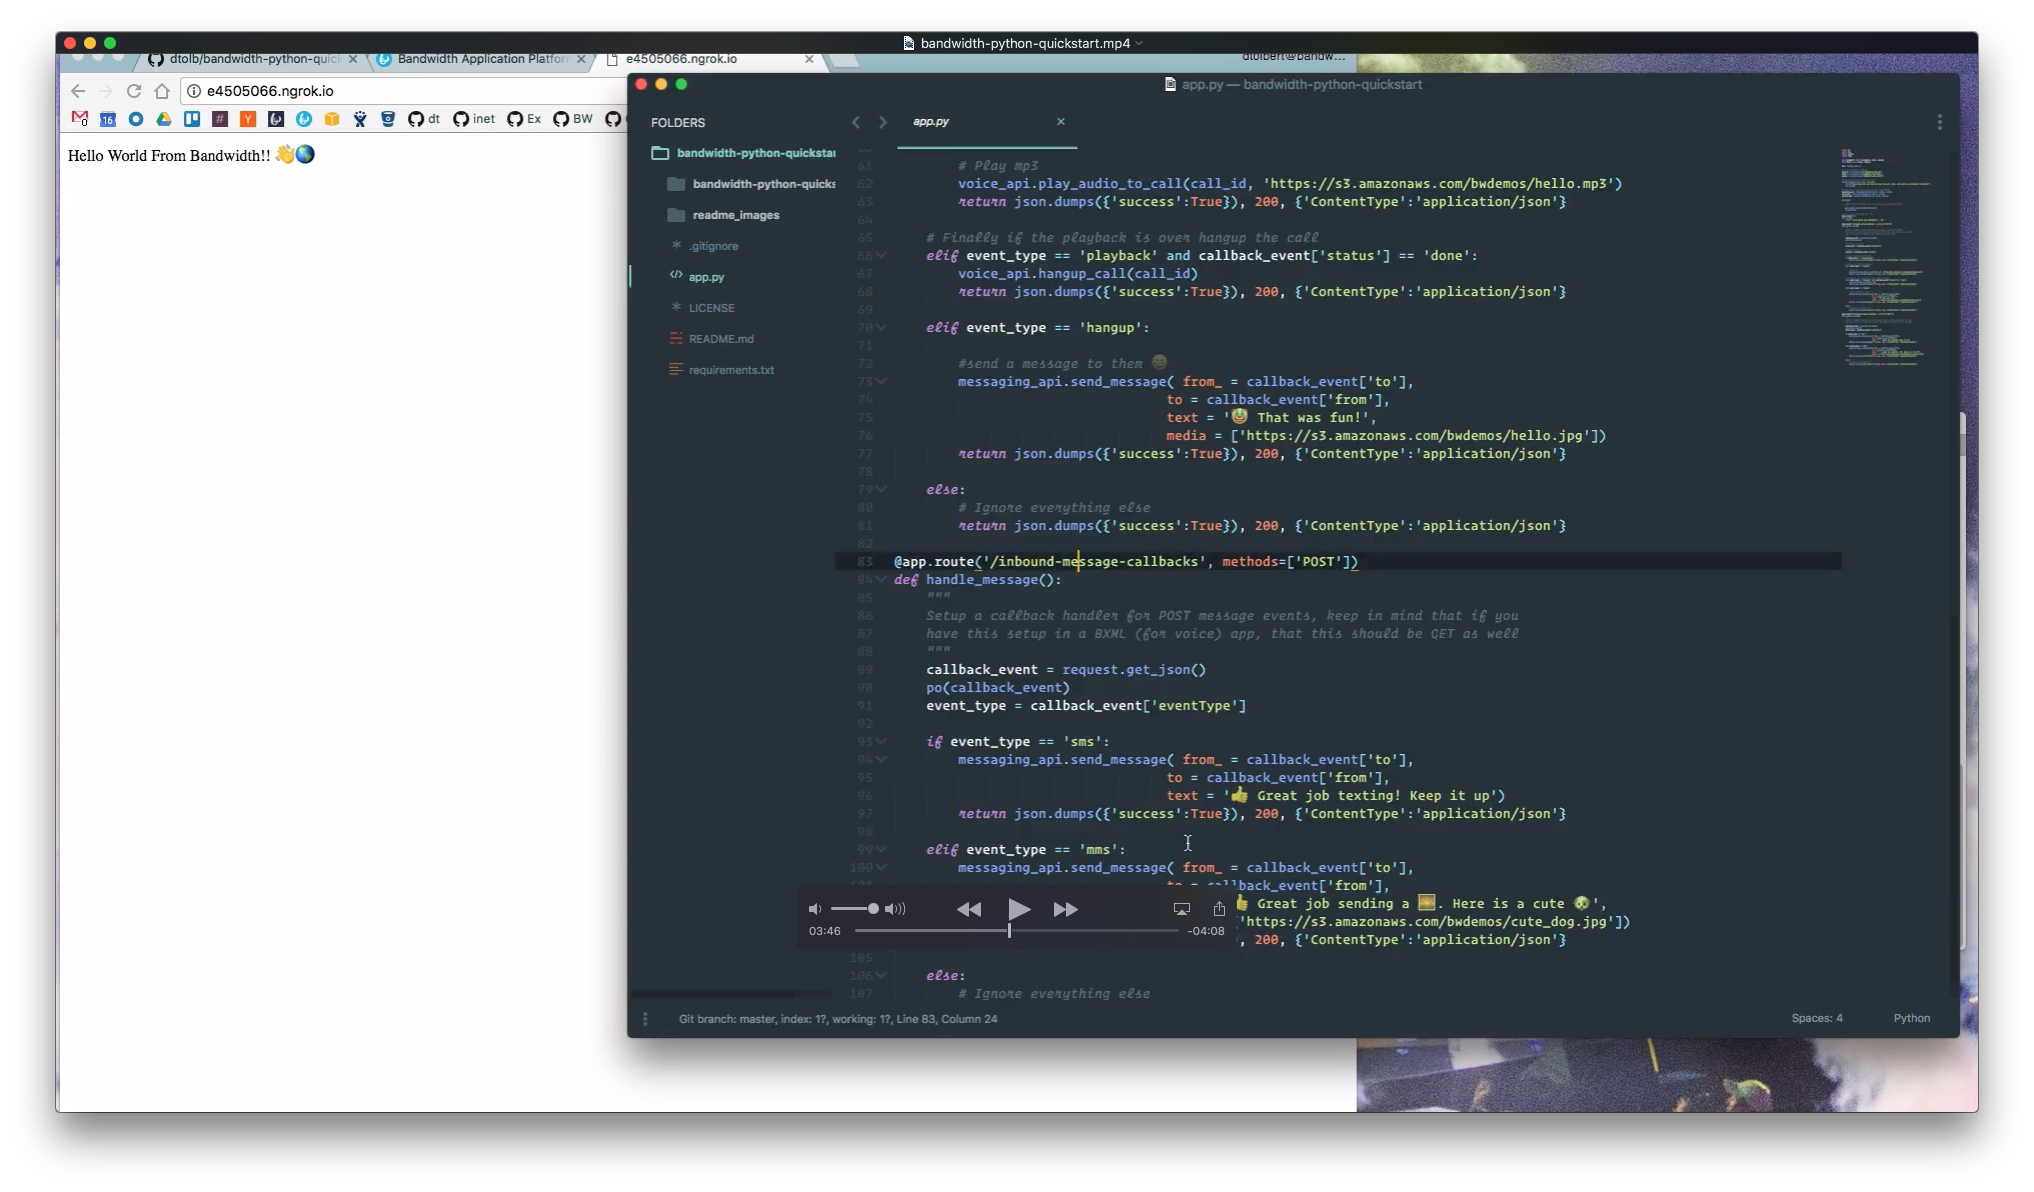 bandwidth-python-quickstart.mp4
dtolb/bandwidth-python-quick
Bandwidth Application Platfor
e4505066.ngrok.io
dtolbert@bandw...
e4505066.ngrok.io
dt
inet
Ex
BW
Hello World From Bandwidth!! 👋🌎
app.py — bandwidth-python-quickstart
FOLDERS
bandwidth-python-quickstar
bandwidth-python-quicks
readme_images
.gitignore
app.py
LICENSE
README.md
requirements.txt
app.py
61 # Play mp3
62 voice_api.play_audio_to_call(call_id, 'https://s3.amazonaws.com/bwdemos/hello.mp3')
63 return json.dumps({'success':True}), 200, {'ContentType':'application/json'}
64
65 # Finally if the playback is over hangup the call
66 elif event_type == 'playback' and callback_event['status'] == 'done':
67 voice_api.hangup_call(call_id)
68 return json.dumps({'success':True}), 200, {'ContentType':'application/json'}
69
70 elif event_type == 'hangup':
71
72 #send a message to them
73 messaging_api.send_message( from_ = callback_event['to'],
74 to = callback_event['from'],
75 text = '🤡 That was fun!',
76 media = ['https://s3.amazonaws.com/bwdemos/hello.jpg'])
77 return json.dumps({'success':True}), 200, {'ContentType':'application/json'}
78
79 else:
80 # Ignore everything else
81 return json.dumps({'success':True}), 200, {'ContentType':'application/json'}
82
83 @app.route('/inbound-message-callbacks', methods=['POST'])
84 def handle_message():
85 """
86 Setup a callback handler for POST message events, keep in mind that if you
87 have this setup in a BXML (for voice) app, that this should be GET as well
88 """
89 callback_event = request.get_json()
90 po(callback_event)
91 event_type = callback_event['eventType']
92
93 if event_type == 'sms':
94 messaging_api.send_message( from_ = callback_event['to'],
95 to = callback_event['from'],
96 text = '👍 Great job texting! Keep it up')
97 return json.dumps({'success':True}), 200, {'ContentType':'application/json'}
98
99 elif event_type == 'mms':
100 messaging_api.send_message( from_ = callback_event['to'],
to = callback_event['from'],
👍 Great job sending a 🌅. Here is a cute 🐶',
'https://s3.amazonaws.com/bwdemos/cute_dog.jpg'])
, 200, {'ContentType':'application/json'}
105
106 else:
107 # Ignore everything else
03:46
-04:08
Git branch: master, index: 1?, working: 1?, Line 83, Column 24
Spaces: 4
Python